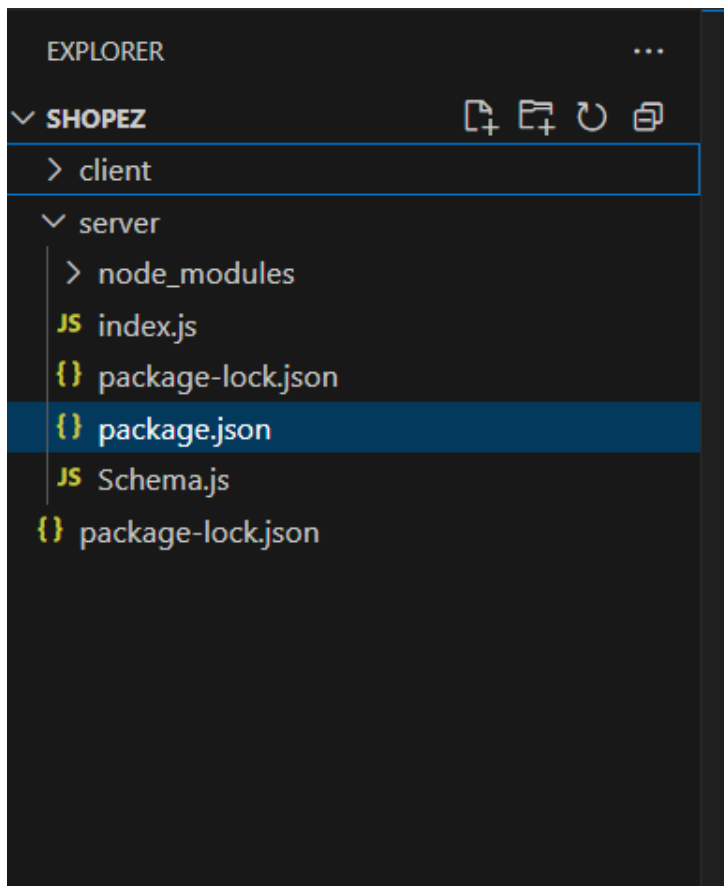 EXPLORER
SHOPEZ
client
server
node_modules
JS index.js
{} package-lock.json
{} package.json
JS Schema.js
{} package-lock.json